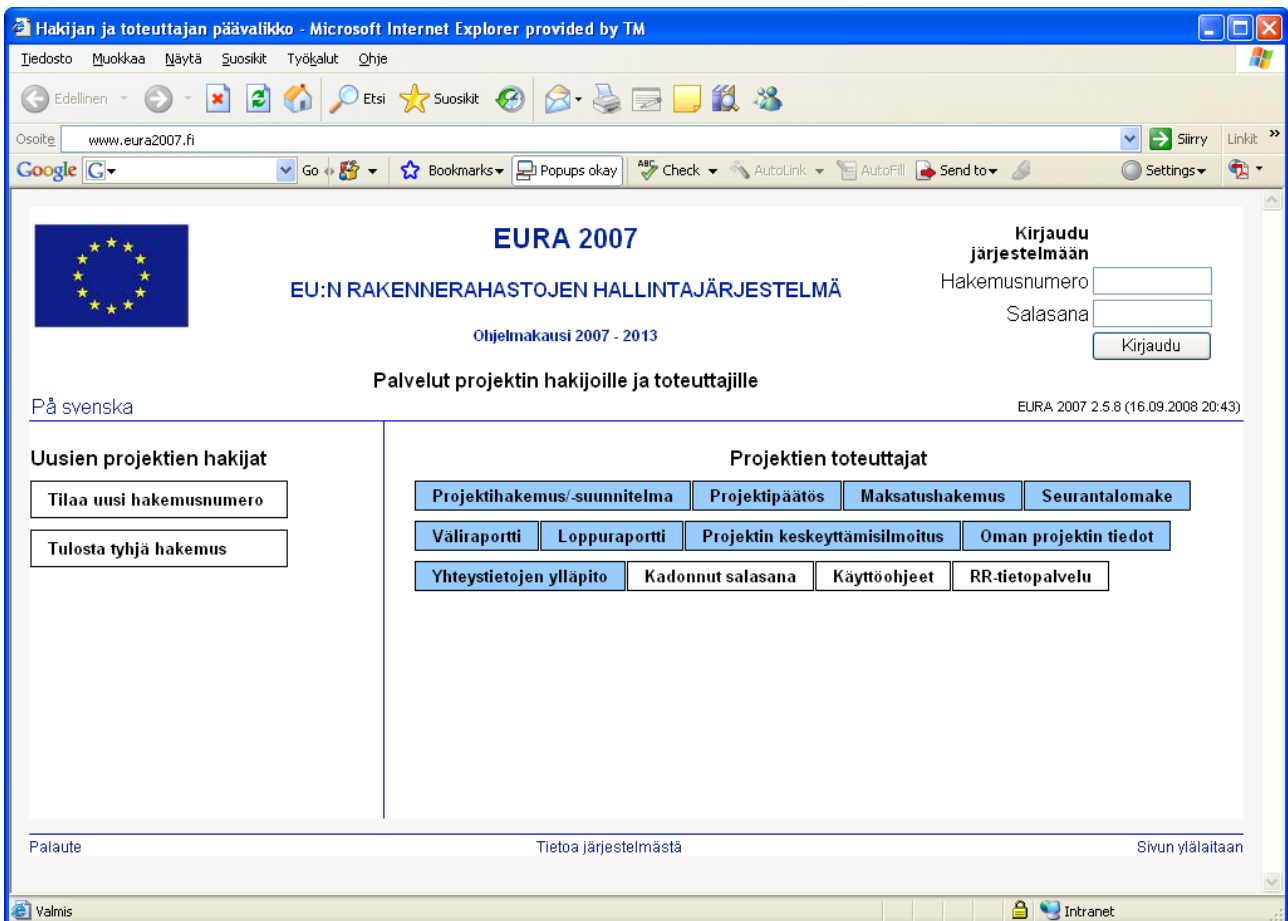 Hakijan ja toteuttajan päävalikko - Microsoft Internet Explorer provided by TM
Tiedosto Muokkaa Näytä Suosikit Työkalut Ohje
Edellinen Etsi Suosikit
Osoite www.eura2007.fi Siirry Linkit »
Google G Go Bookmarks Popups okay ABC Check AutoLink AutoFill Send to Settings
EURA 2007
EU:N RAKENNERAHASTOJEN HALLINTAJÄRJESTELMÄ
Ohjelmakausi 2007 - 2013
Kirjaudu
järjestelmään
Hakemusnumero
Salasana
Kirjaudu
Palvelut projektin hakijoille ja toteuttajille
På svenska
EURA 2007 2.5.8 (16.09.2008 20:43)
Uusien projektien hakijat
Tilaa uusi hakemusnumero
Tulosta tyhjä hakemus
Projektien toteuttajat
Projektihakemus/-suunnitelma Projektipäätös Maksatushakemus Seurantalomake
Väliraportti Loppuraportti Projektin keskeyttämisilmoitus Oman projektin tiedot
Yhteystietojen ylläpito Kadonnut salasana Käyttöohjeet RR-tietopalvelu
Palaute Tietoa järjestelmästä Sivun ylälaitaan
Valmis Intranet